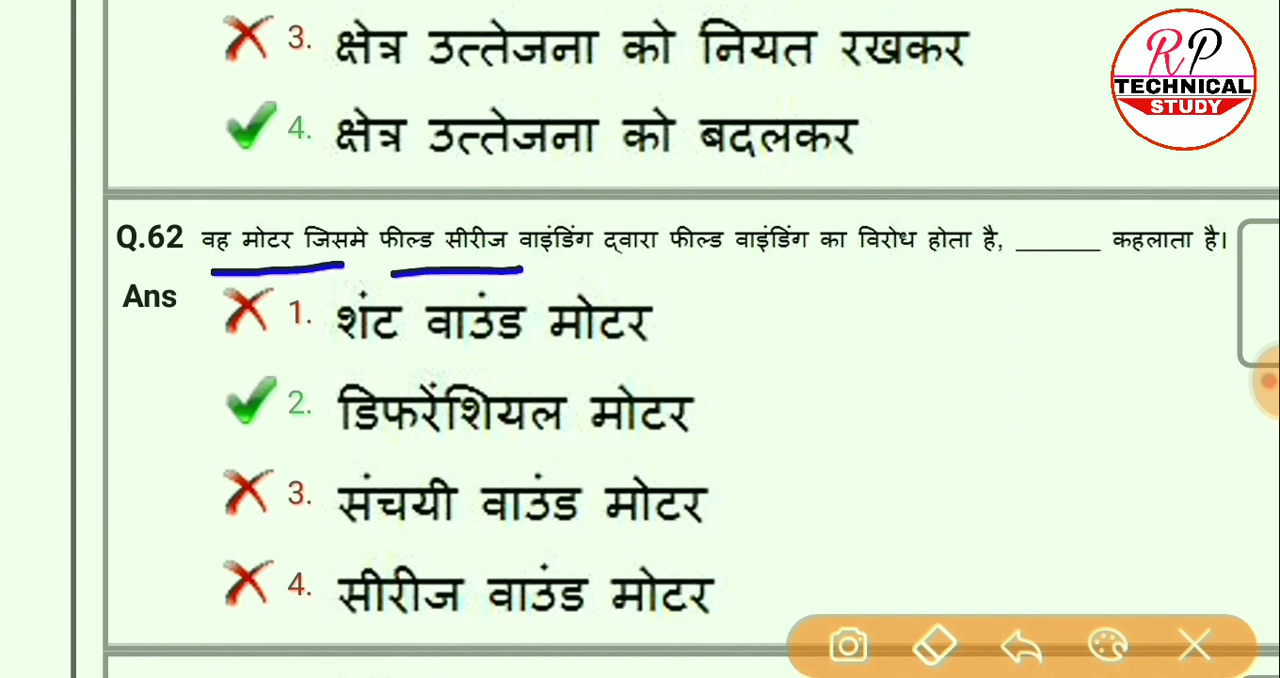 3. क्षेत्र उत्तेजना को नियत रखकर
RP
TECHNICAL
STUDY
4. क्षेत्र उत्तेजना को बदलकर
Q.62 वह मोटर जिसमे फील्ड सीरीज वाइंडिंग द्वारा फील्ड वाइंडिंग का विरोध होता है, _______ कहलाता है।
Ans
1. शंट वाउंड मोटर
2. डिफरेंशियल मोटर
3. संचयी वाउंड मोटर
4. सीरीज वाउंड मोटर